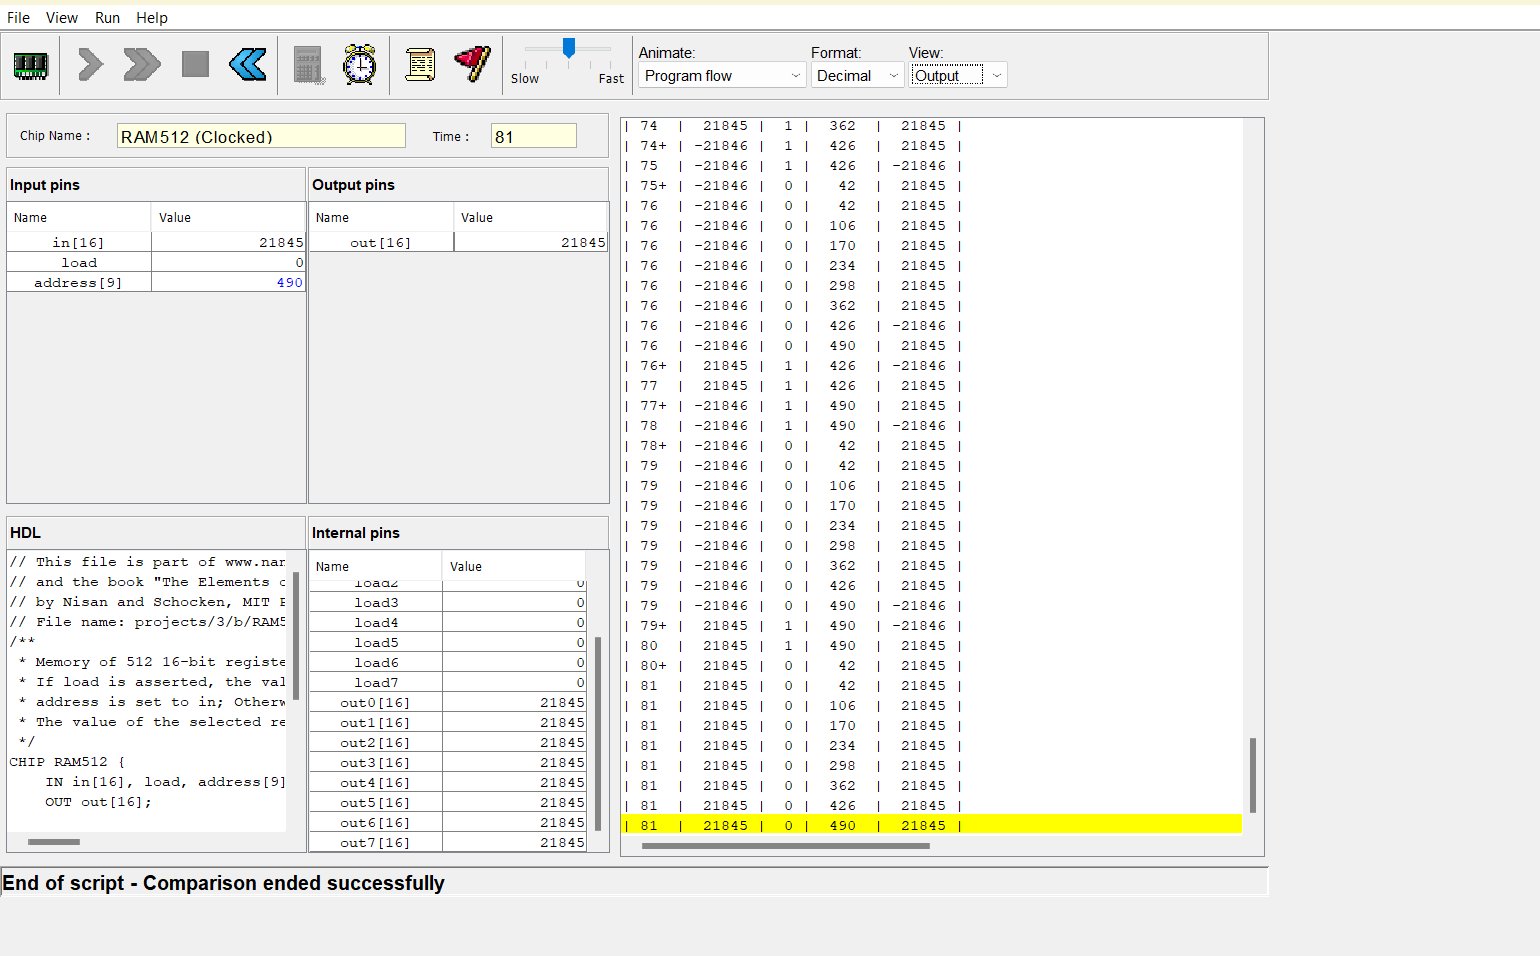 File View Run Help
Slow Fast
Animate: Format: View:
Program flow Decimal Output
Chip Name : RAM512 (Clocked) Time : 81
Input pins
Name Value
in[16] 21845
load 0
address[9] 490
Output pins
Name Value
out[16] 21845
HDL
// This file is part of www.nan
// and the book "The Elements o
// by Nisan and Schocken, MIT P
// File name: projects/3/b/RAM5
/**
* Memory of 512 16-bit registe
* If load is asserted, the val
* address is set to in; Otherw
* The value of the selected re
*/
CHIP RAM512 {
IN in[16], load, address[9]
OUT out[16];
Internal pins
Name Value
load2 0
load3 0
load4 0
load5 0
load6 0
load7 0
out0[16] 21845
out1[16] 21845
out2[16] 21845
out3[16] 21845
out4[16] 21845
out5[16] 21845
out6[16] 21845
out7[16] 21845
| 74 | 21845 | 1 | 362 | 21845 |
| 74+ | -21846 | 1 | 426 | 21845 |
| 75 | -21846 | 1 | 426 | -21846 |
| 75+ | -21846 | 0 | 42 | 21845 |
| 76 | -21846 | 0 | 42 | 21845 |
| 76 | -21846 | 0 | 106 | 21845 |
| 76 | -21846 | 0 | 170 | 21845 |
| 76 | -21846 | 0 | 234 | 21845 |
| 76 | -21846 | 0 | 298 | 21845 |
| 76 | -21846 | 0 | 362 | 21845 |
| 76 | -21846 | 0 | 426 | -21846 |
| 76 | -21846 | 0 | 490 | 21845 |
| 76+ | 21845 | 1 | 426 | -21846 |
| 77 | 21845 | 1 | 426 | 21845 |
| 77+ | -21846 | 1 | 490 | 21845 |
| 78 | -21846 | 1 | 490 | -21846 |
| 78+ | -21846 | 0 | 42 | 21845 |
| 79 | -21846 | 0 | 42 | 21845 |
| 79 | -21846 | 0 | 106 | 21845 |
| 79 | -21846 | 0 | 170 | 21845 |
| 79 | -21846 | 0 | 234 | 21845 |
| 79 | -21846 | 0 | 298 | 21845 |
| 79 | -21846 | 0 | 362 | 21845 |
| 79 | -21846 | 0 | 426 | 21845 |
| 79 | -21846 | 0 | 490 | -21846 |
| 79+ | 21845 | 1 | 490 | -21846 |
| 80 | 21845 | 1 | 490 | 21845 |
| 80+ | 21845 | 0 | 42 | 21845 |
| 81 | 21845 | 0 | 42 | 21845 |
| 81 | 21845 | 0 | 106 | 21845 |
| 81 | 21845 | 0 | 170 | 21845 |
| 81 | 21845 | 0 | 234 | 21845 |
| 81 | 21845 | 0 | 298 | 21845 |
| 81 | 21845 | 0 | 362 | 21845 |
| 81 | 21845 | 0 | 426 | 21845 |
| 81 | 21845 | 0 | 490 | 21845 |
End of script - Comparison ended successfully